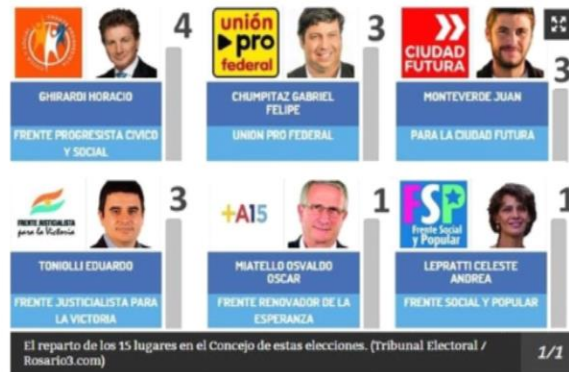 4
unión
pro
federal
3
CIUDAD
FUTURA
3
GHIRARDI HORACIO
FRENTE PROGRESISTA CIVICO
Y SOCIAL
CHUMPITAZ GABRIEL
FELIPE
UNION PRO FEDERAL
MONTEVERDE JUAN
PARA LA CIUDAD FUTURA
FRENTE JUSTICIALISTA
para la Victoria
3
+A15
1
FSP
Frente Social
y Popular
1
TONIOLLI EDUARDO
FRENTE JUSTICIALISTA PARA
LA VICTORIA
MIATELLO OSVALDO
OSCAR
FRENTE RENOVADOR DE LA
ESPERANZA
LEPRATTI CELESTE
ANDREA
FRENTE SOCIAL Y POPULAR
El reparto de los 15 lugares en el Concejo de estas elecciones. (Tribunal Electoral /
Rosario3.com)
1/1